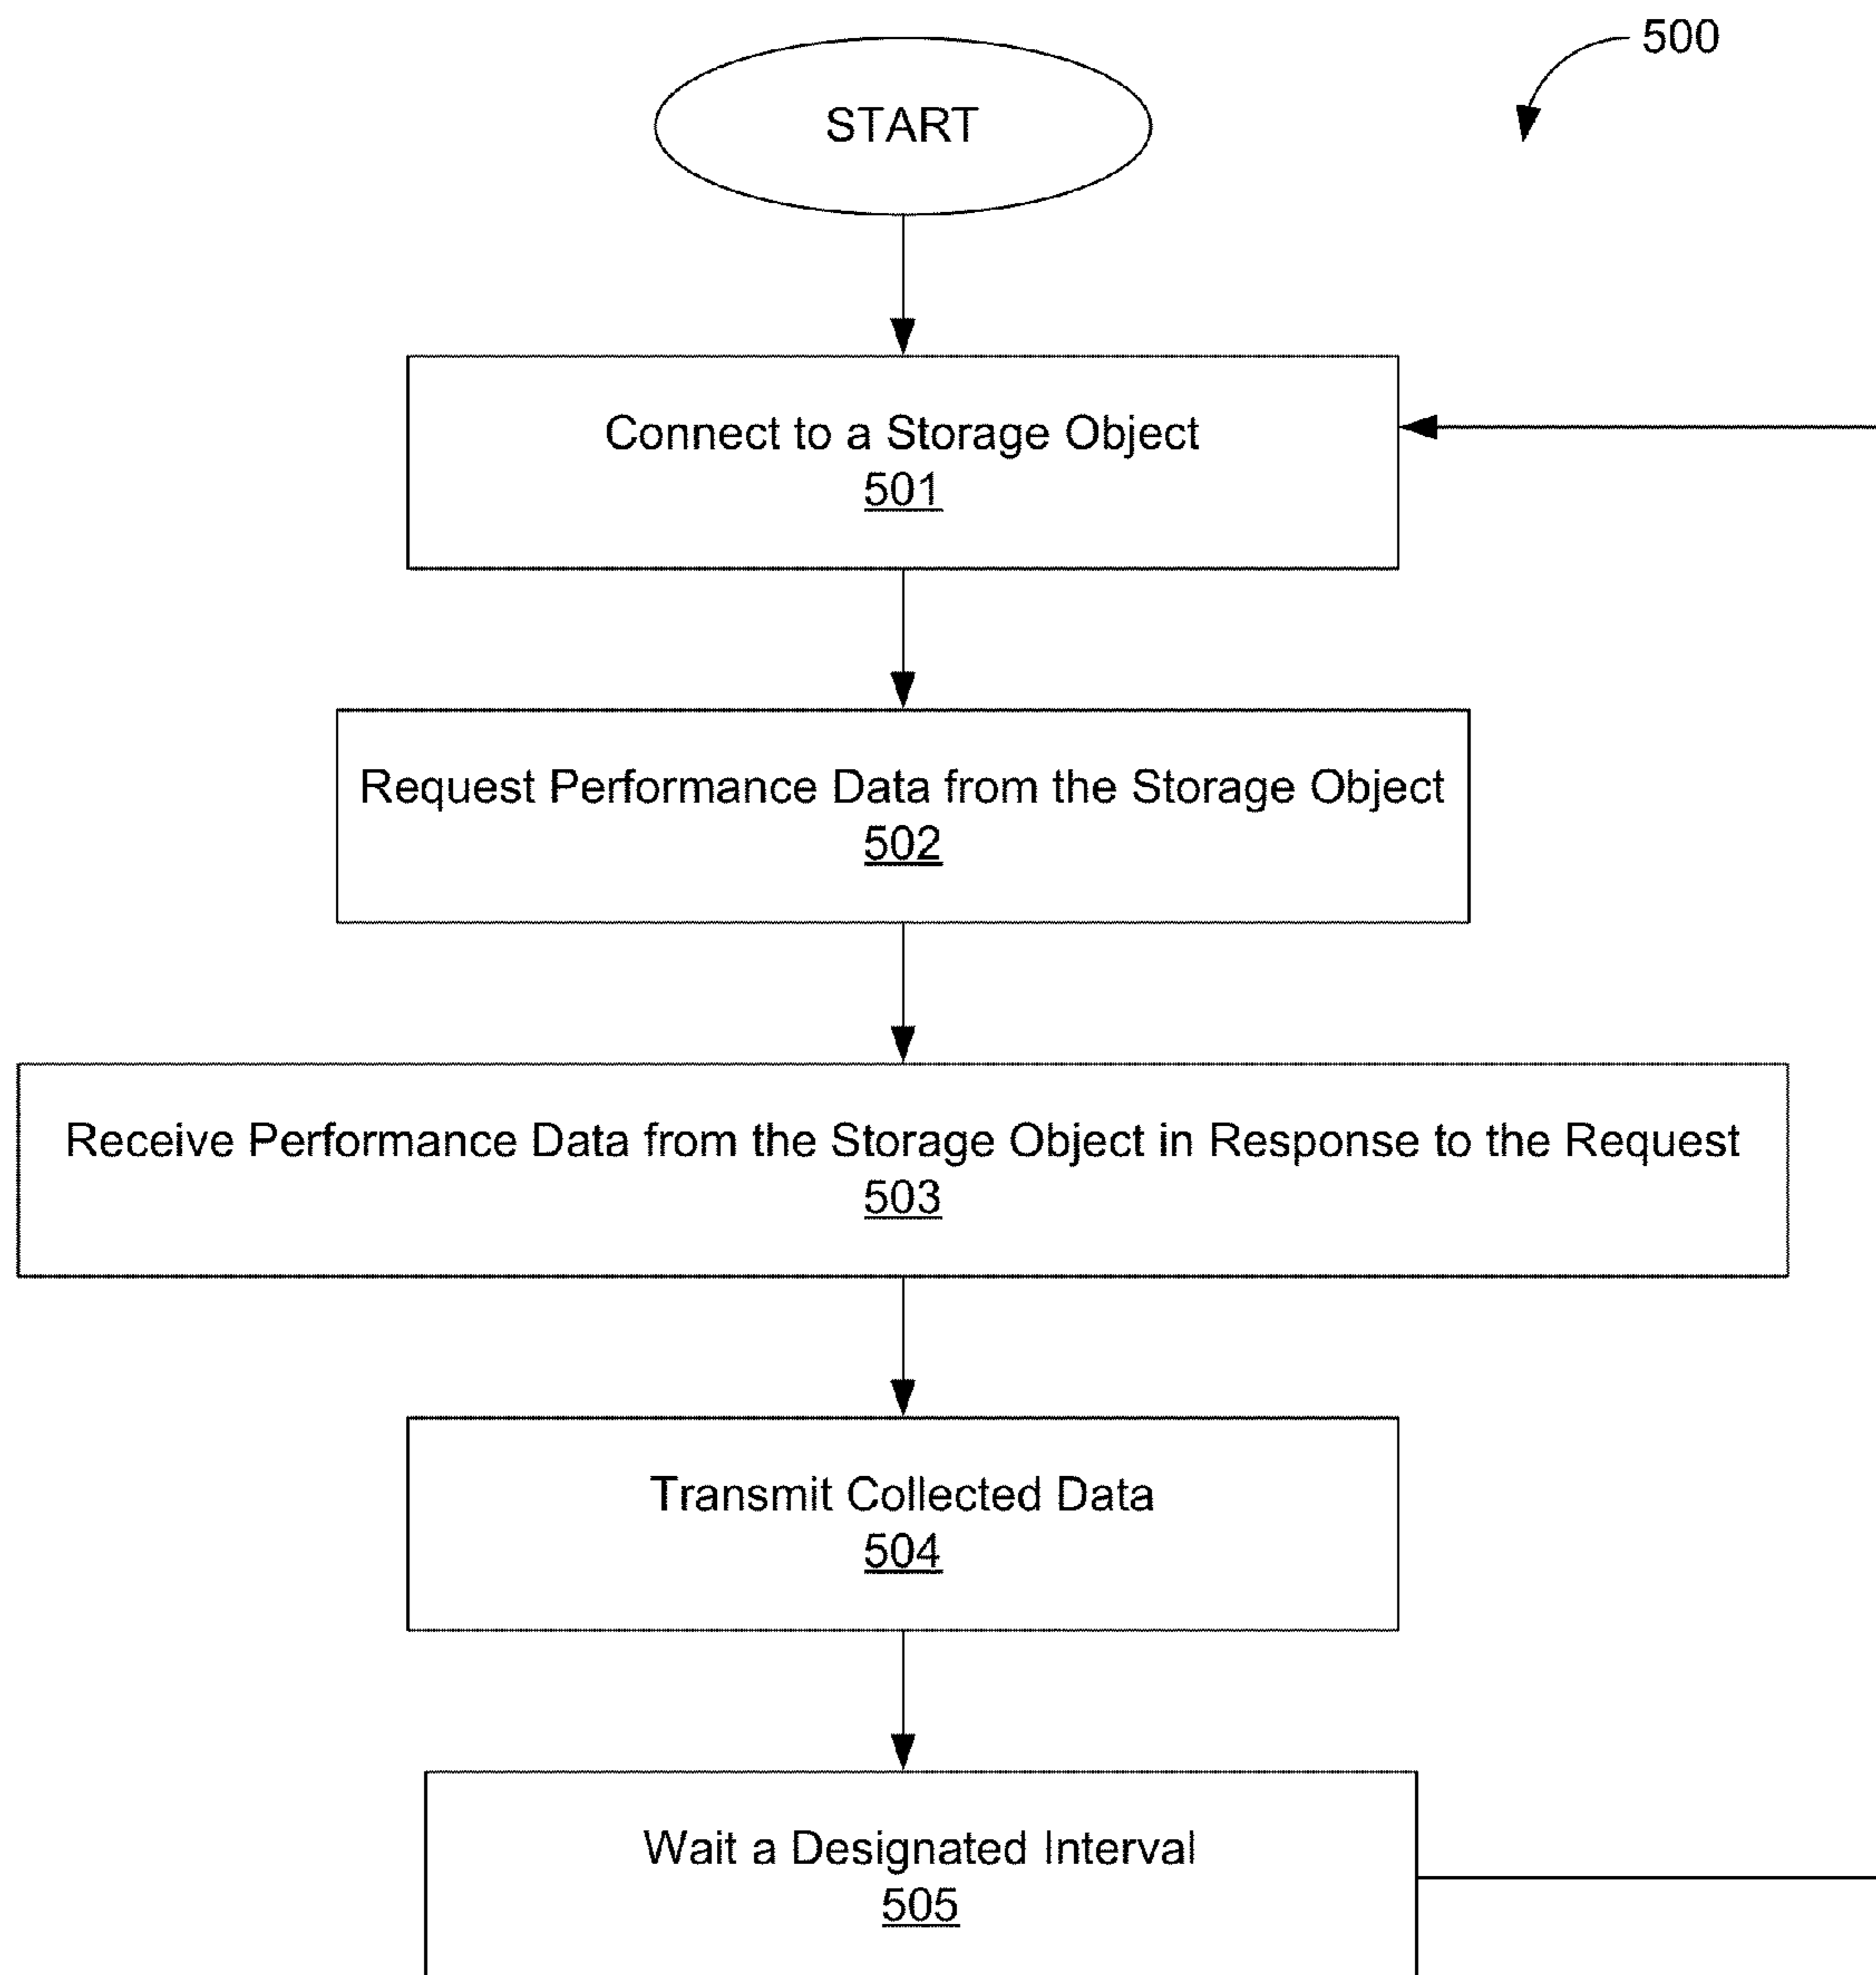 500
START
Connect to a Storage Object
501
Request Performance Data from the Storage Object
502
Receive Performance Data from the Storage Object in Response to the Request
503
Transmit Collected Data
504
Wait a Designated Interval
505